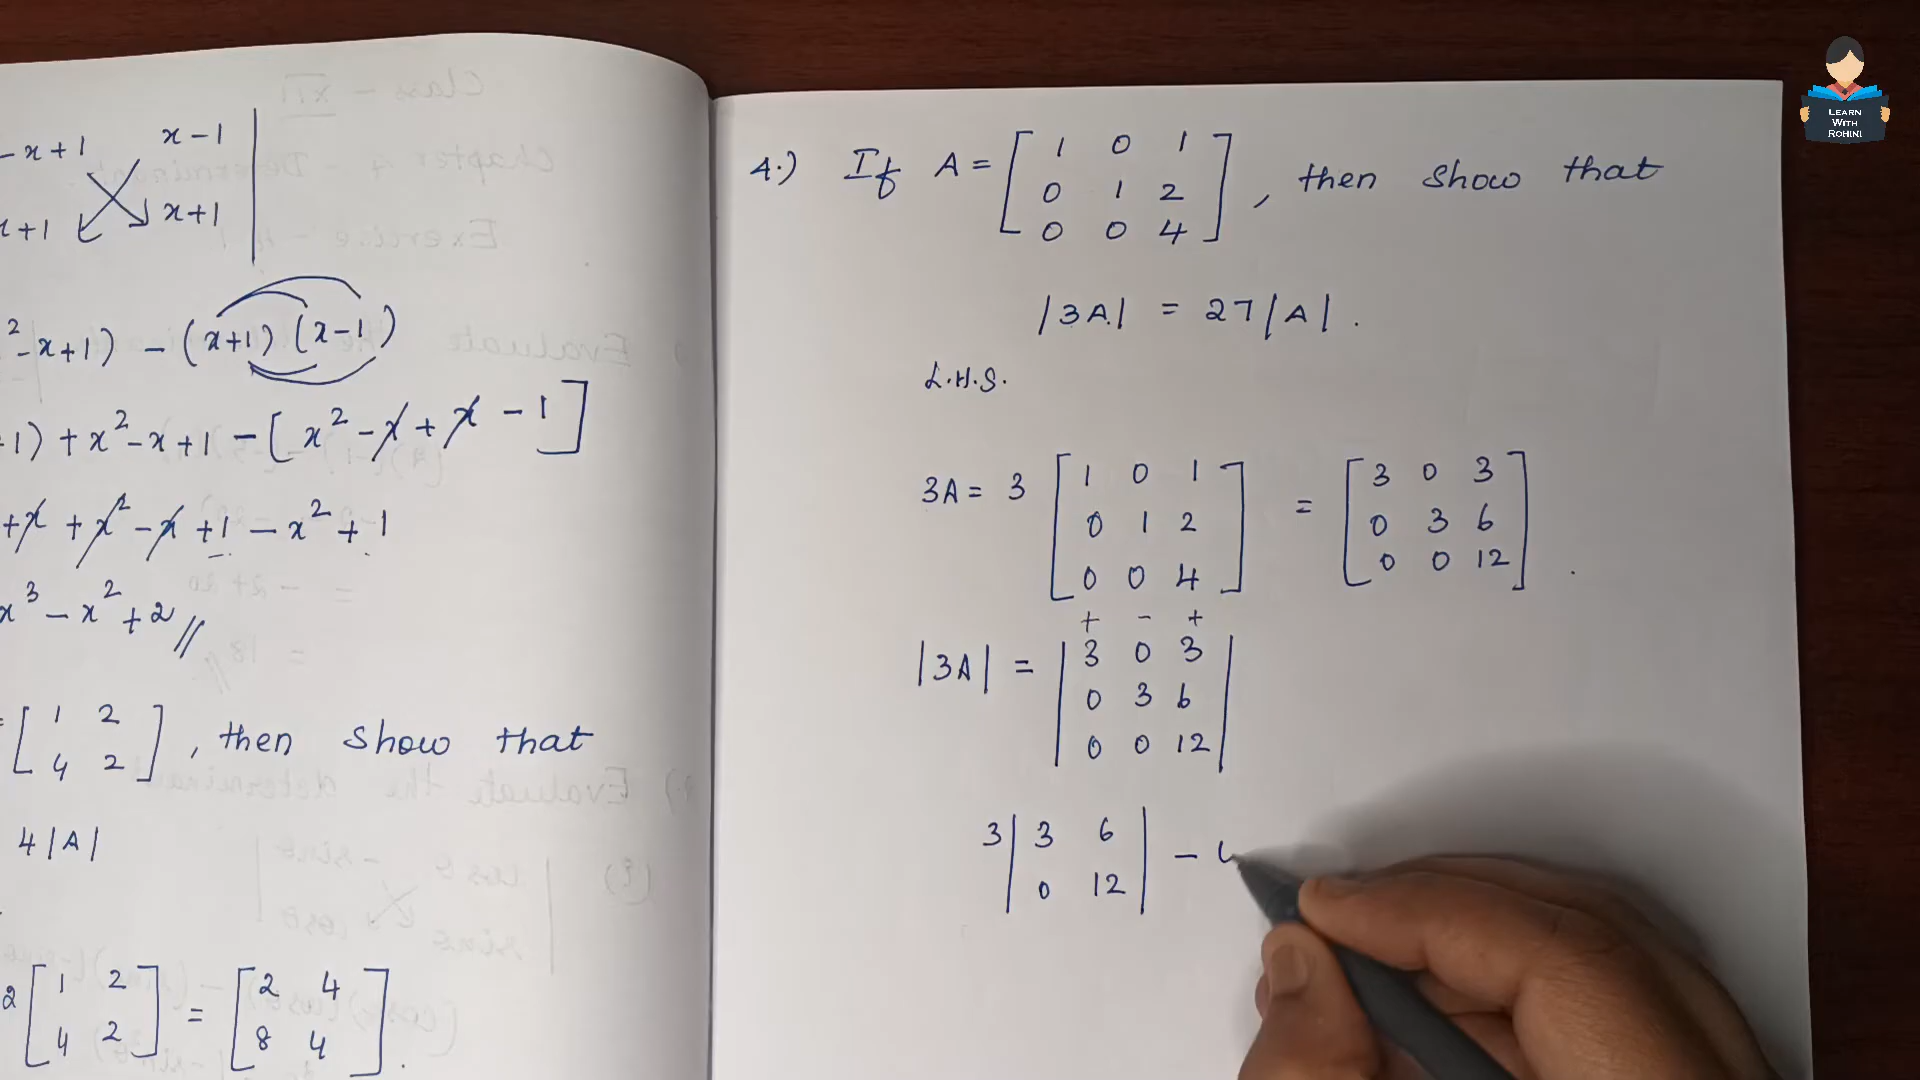 -x+1 x-1
x+1 x+1
² -x+1) - (x+1) (x-1)
+1) + x² - x + 1 - [x² - x + x - 1]
+x + x² - x + 1 - x² + 1
x³ - x² + 2 //
= [1 2
4 2] , then show that
4 |A|
2 [1 2
4 2] = [2 4
8 4] .
4.) If A = [1 0 1
0 1 2
0 0 4] , then show that
|3A| = 27 |A| .
L.H.S.
3A = 3 [1 0 1
0 1 2
0 0 4] = [3 0 3
0 3 6
0 0 12] .
+ - +
|3A| = |3 0 3
0 3 6
0 0 12|
3 |3 6
0 12| -
LEARN
WITH
ROHINI